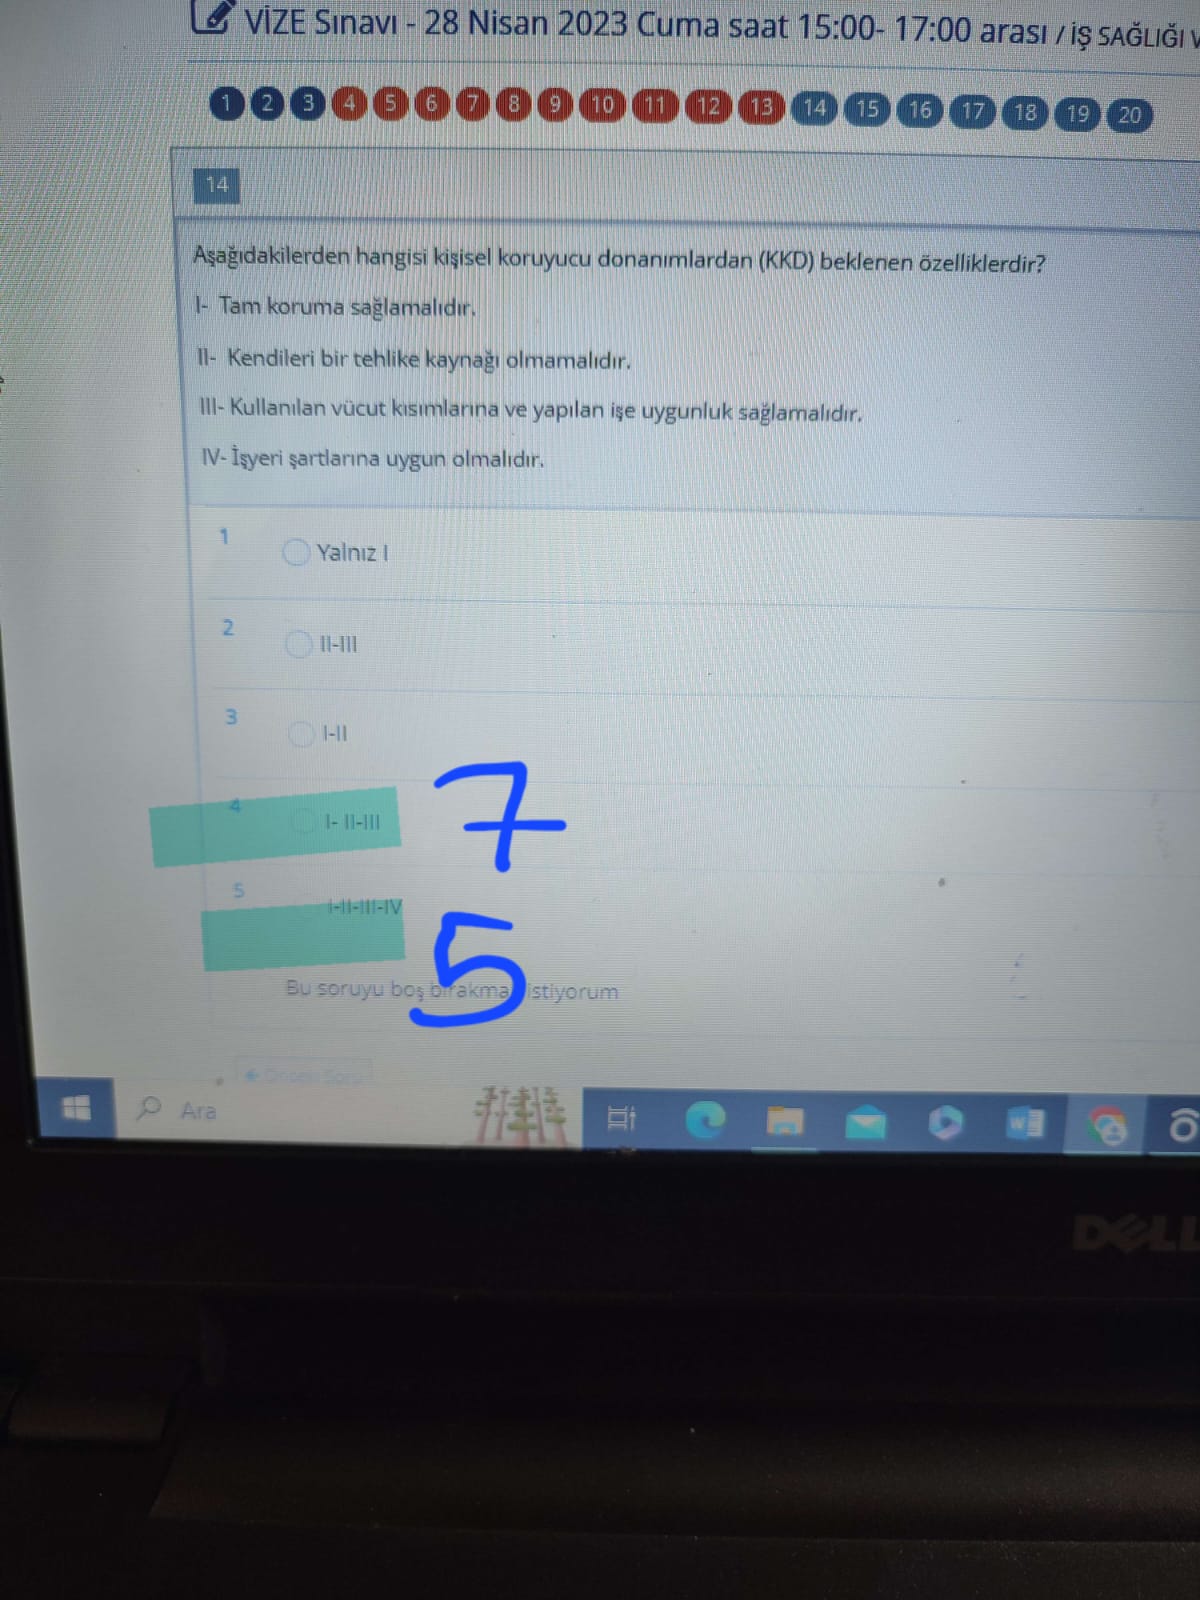 VİZE Sınavı - 28 Nisan 2023 Cuma saat 15:00- 17:00 arası / İŞ SAĞLIĞI V
1 2 3 4 5 6 7 8 9 10 11 12 13 14 15 16 17 18 19 20
14
Aşağıdakilerden hangisi kişisel koruyucu donanımlardan (KKD) beklenen özelliklerdir?
I- Tam koruma sağlamalıdır.
II- Kendileri bir tehlike kaynağı olmamalıdır.
III- Kullanılan vücut kısımlarına ve yapılan işe uygunluk sağlamalıdır.
IV- İşyeri şartlarına uygun olmalıdır.
1 Yalnız I
2 II-III
3 I-II
4 I- II-III 7
5 I-II-III-IV 5
Bu soruyu boş bırakma istiyorum
Önceki Soru
Ara
DELL